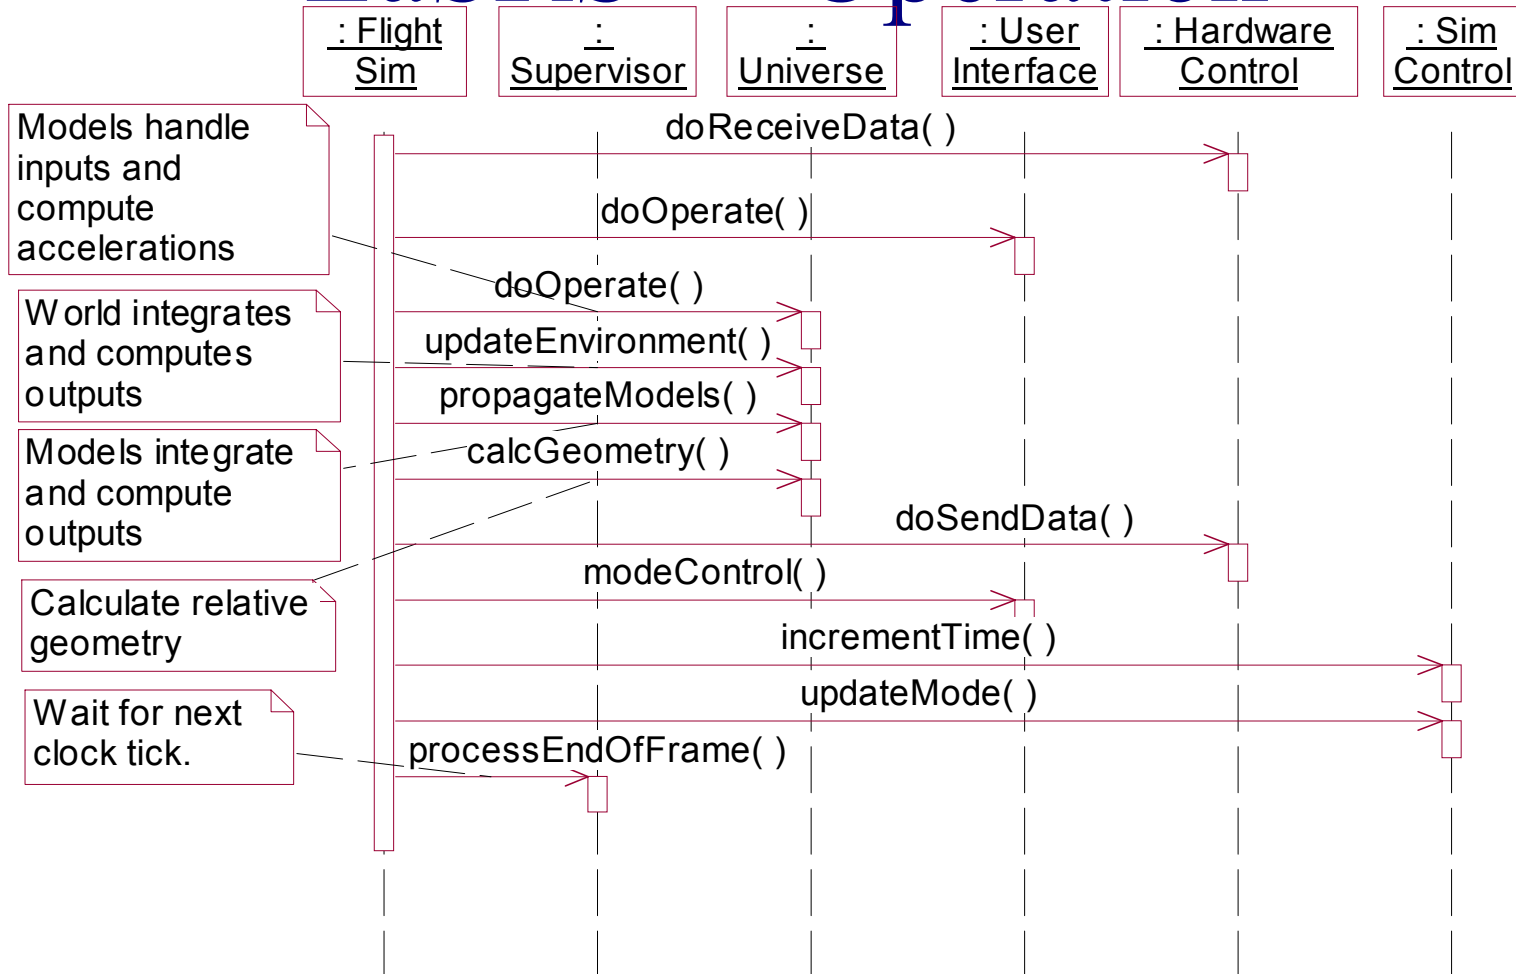 : Flight
Sim
:
Supervisor
:
Universe
: User
Interface
: Hardware
Control
: Sim
Control
Models handle
inputs and
compute
accelerations
doReceiveData( )
doOperate( )
doOperate( )
World integrates
and computes
outputs
updateEnvironment( )
propagateModels( )
Models integrate
and compute
outputs
calcGeometry( )
doSendData( )
modeControl( )
Calculate relative
geometry
incrementTime( )
updateMode( )
Wait for next
clock tick.
processEndOfFrame( )